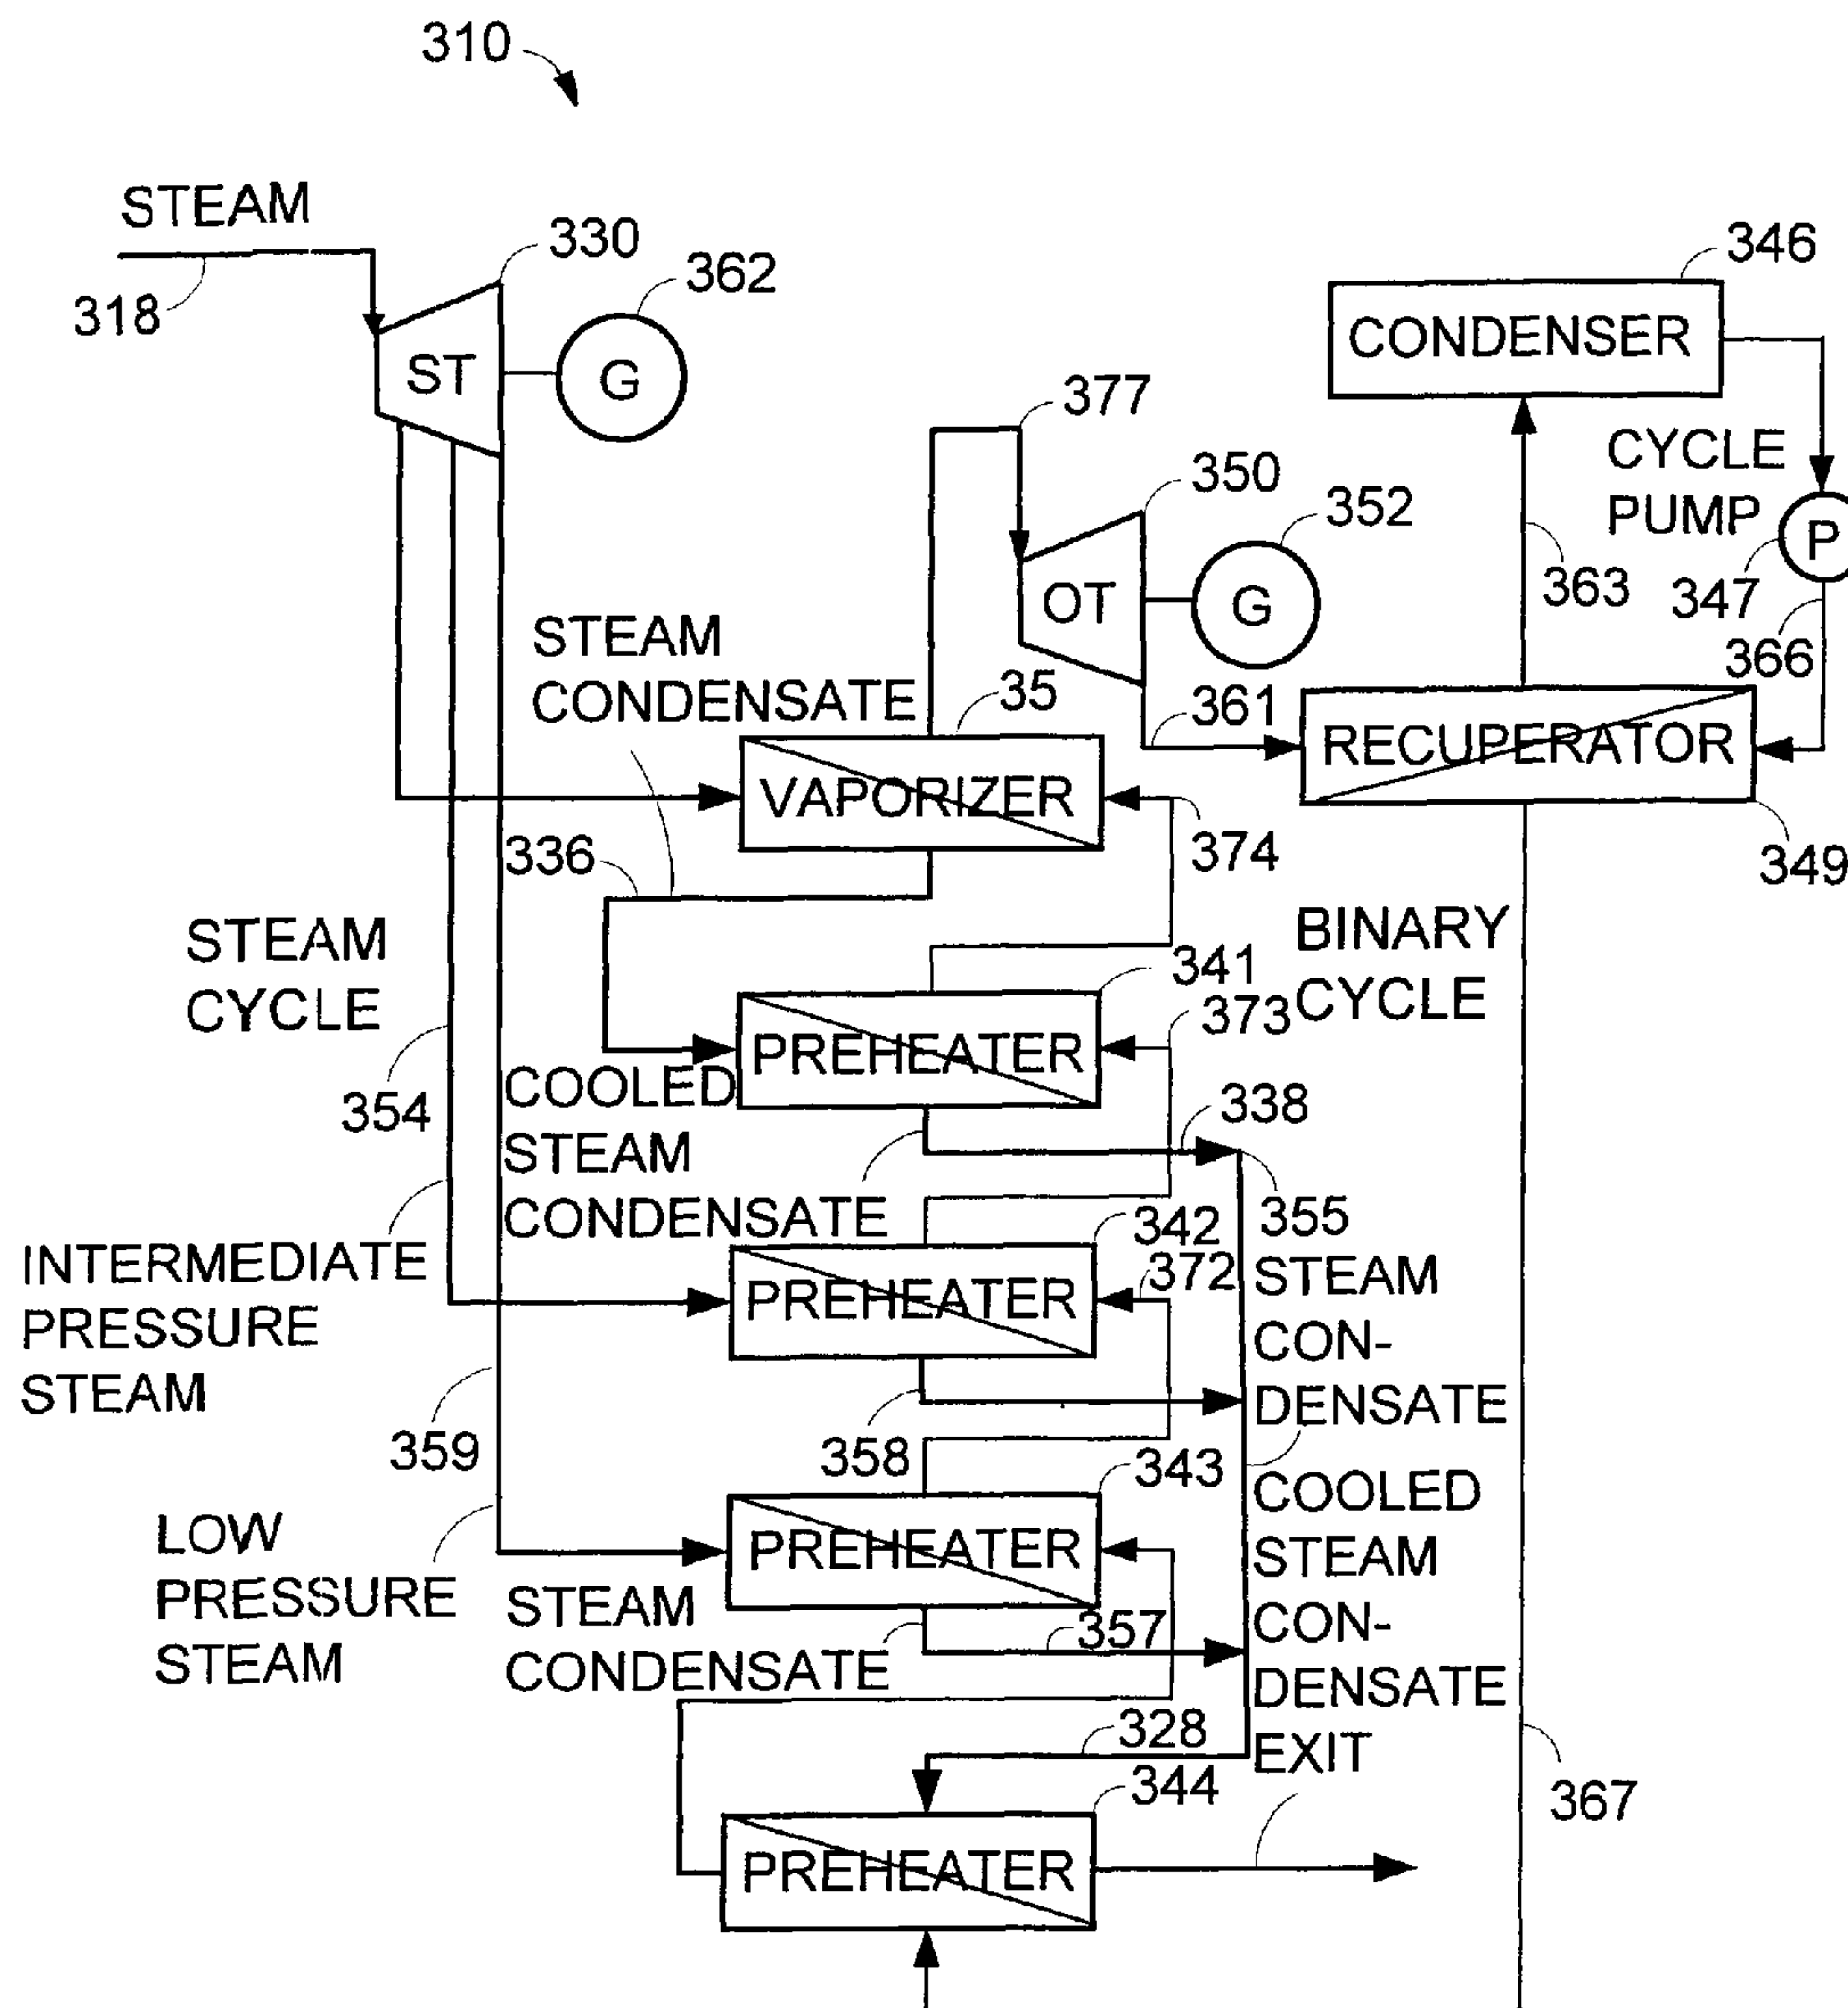 310
STEAM
318
330
362
ST
G
346
CONDENSER
377
350
352
OT
G
CYCLE
PUMP
P
347
363
366
STEAM
CONDENSATE
35
361
RECUPERATOR
VAPORIZER
374
349
336
STEAM
CYCLE
BINARY
CYCLE
341
373
PREHEATER
354
COOLED
STEAM
CONDENSATE
338
355
342
372
INTERMEDIATE
PRESSURE
STEAM
PREHEATER
STEAM
CON-
DENSATE
359
358
343
LOW
PRESSURE
STEAM
PREHEATER
COOLED
STEAM
CON-
DENSATE
EXIT
STEAM
CONDENSATE
357
328
344
367
PREHEATER